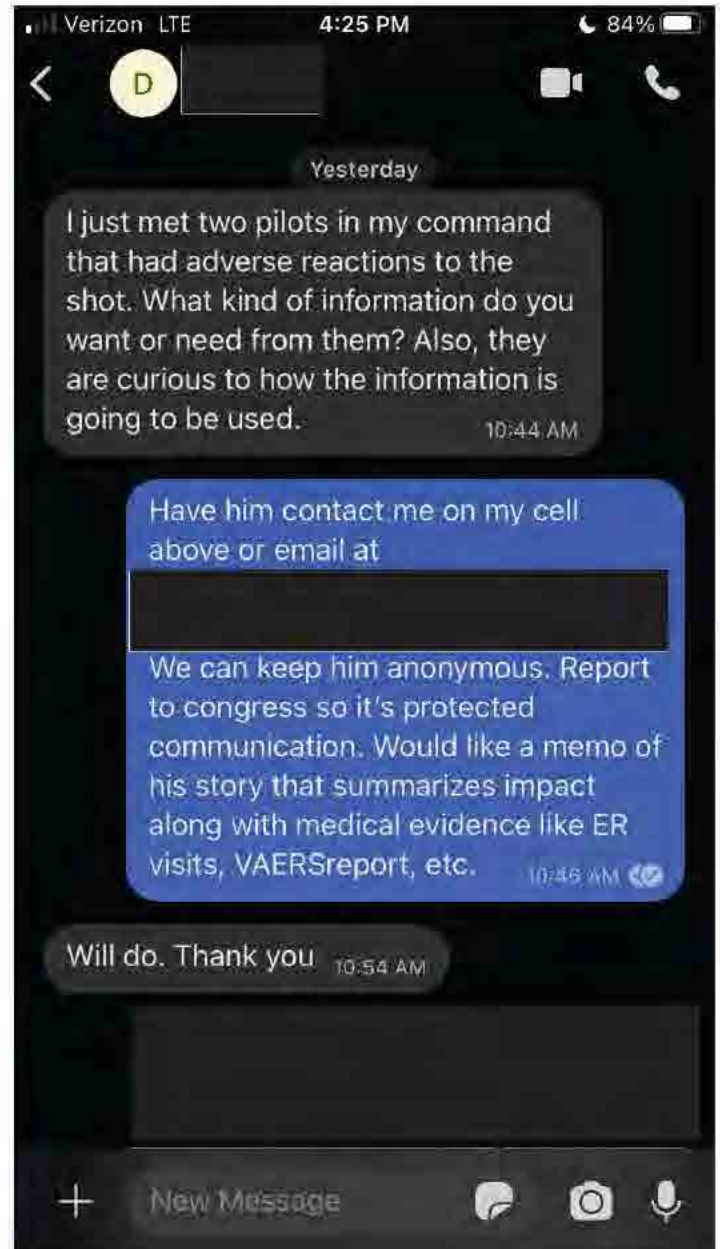 Verizon LTE 4:25 PM 84%
D
Yesterday
I just met two pilots in my command
that had adverse reactions to the
shot. What kind of information do you
want or need from them? Also, they
are curious to how the information is
going to be used.
10:44 AM
Have him contact me on my cell
above or email at
We can keep him anonymous. Report
to congress so it's protected
communication. Would like a memo of
his story that summarizes impact
along with medical evidence like ER
visits, VAERSreport, etc.
10:46 AM
Will do. Thank you 10:54 AM
New Message